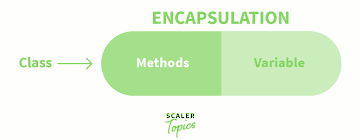 ENCAPSULATION
Class
Methods
Variable
SCALER
Topics